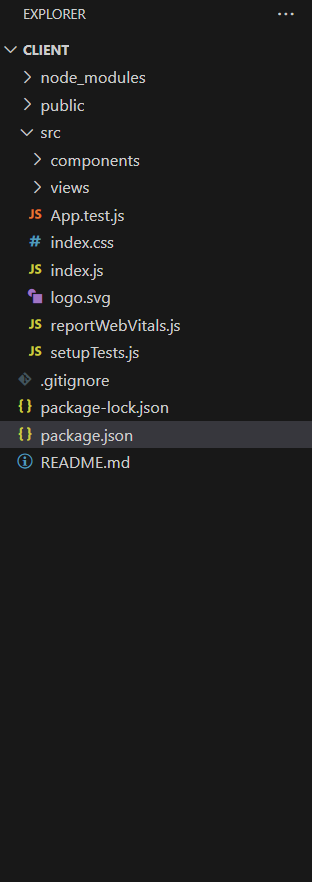 EXPLORER
CLIENT
node_modules
public
src
components
views
JS App.test.js
# index.css
JS index.js
logo.svg
JS reportWebVitals.js
JS setupTests.js
.gitignore
{} package-lock.json
{} package.json
README.md